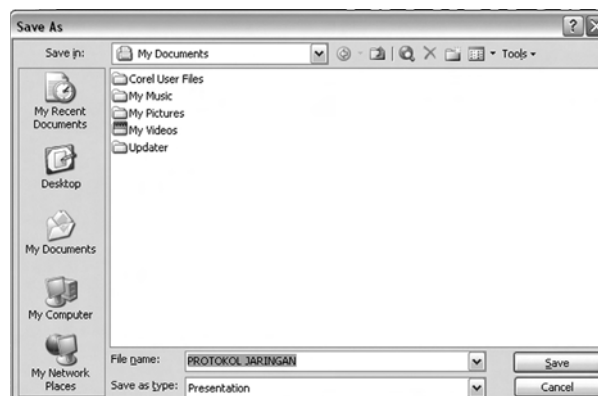 Save As
Save in: My Documents Tools
Corel User Files
My Music
My Pictures
My Videos
Updater
My Recent
Documents
Desktop
My Documents
My Computer
My Network
Places
File name: PROTOKOL JARINGAN Save
Save as type: Presentation Cancel